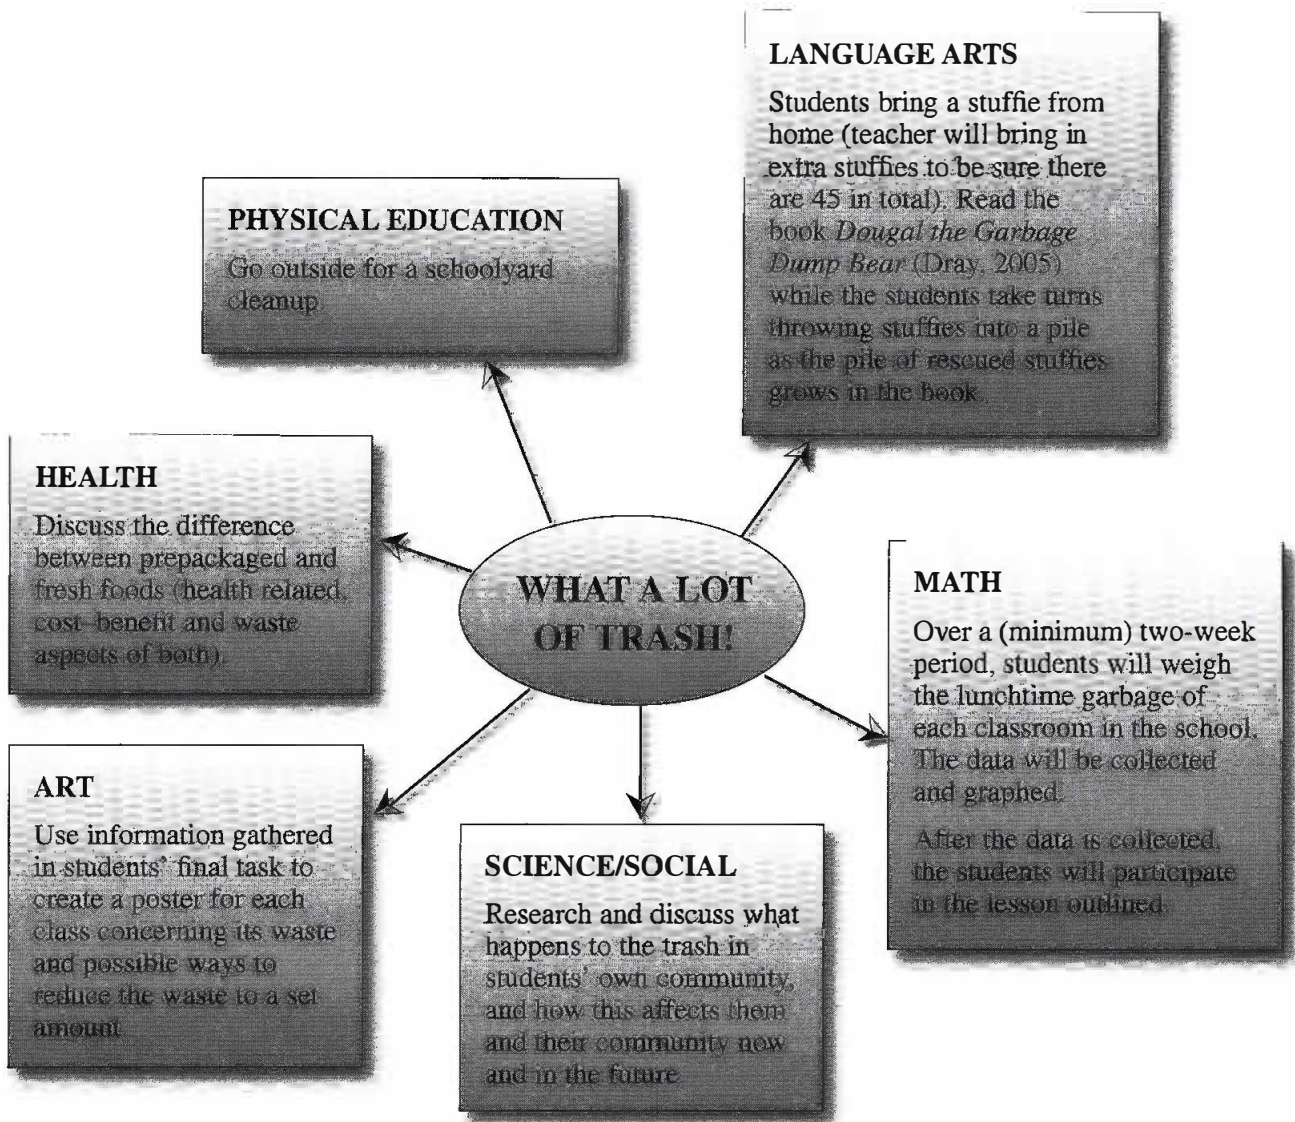 LANGUAGE ARTS
Students bring a stuffie from
home (teacher will bring in
extra stuffies to be sure there
are 45 in total). Read the
book Dougal the Garbage
Dump Bear (Dray, 2005)
while the students take turns
throwing stuffies into a pile
as the pile of rescued stuffies
grows in the book.
PHYSICAL EDUCATION
Go outside for a schoolyard
cleanup.
HEALTH
Discuss the difference
between prepackaged and
fresh foods (health related,
cost–benefit and waste
aspects of both).
WHAT A LOT
OF TRASH!
MATH
Over a (minimum) two-week
period, students will weigh
the lunchtime garbage of
each classroom in the school.
The data will be collected
and graphed.
After the data is collected,
the students will participate
in the lesson outlined.
ART
Use information gathered
in students' final task to
create a poster for each
class concerning its waste
and possible ways to
reduce the waste to a set
amount.
SCIENCE/SOCIAL
Research and discuss what
happens to the trash in
students' own community,
and how this affects them
and their community now
and in the future.